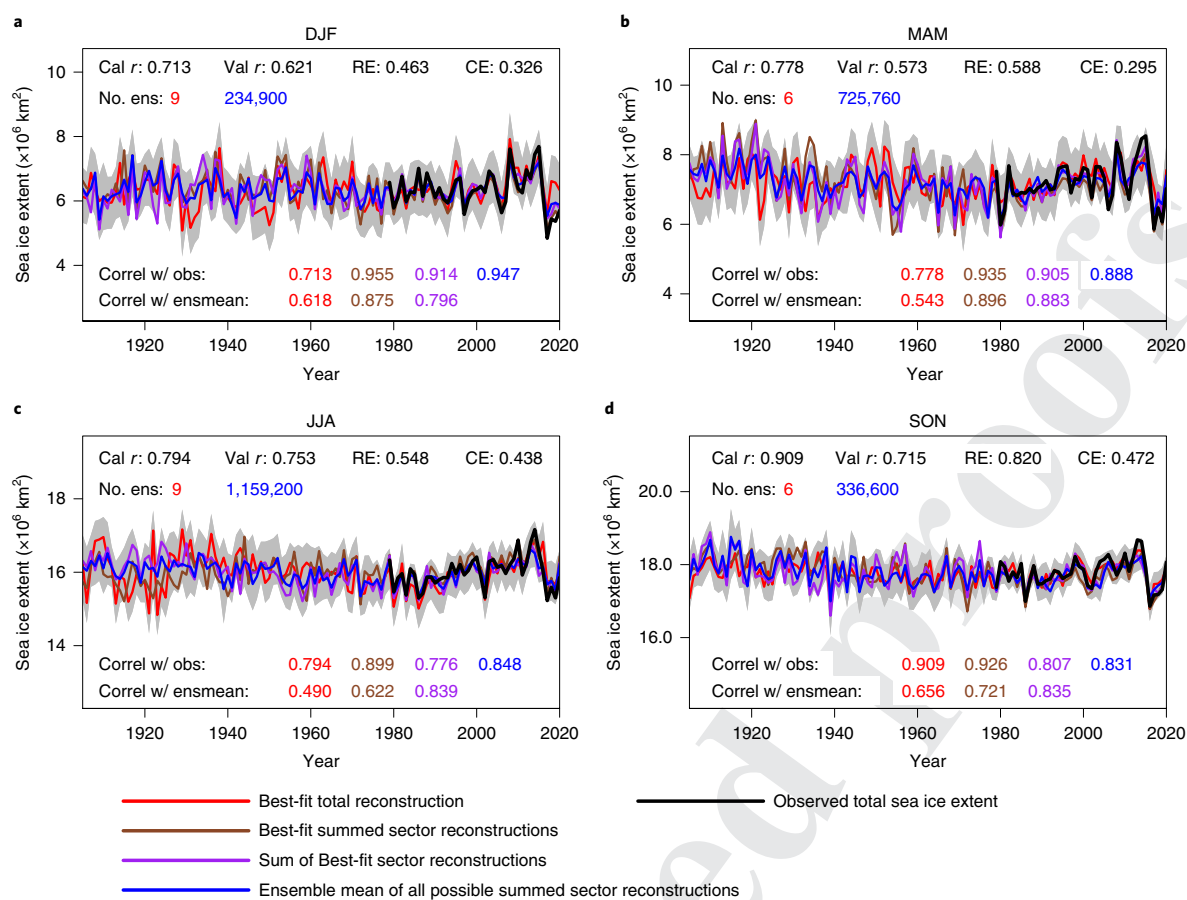 a
DJF
Cal r: 0.713 Val r: 0.621 RE: 0.463 CE: 0.326
No. ens: 9 234,900
Sea ice extent (×10⁶ km²)
10
8
6
4
Correl w/ obs: 0.713 0.955 0.914 0.947
Correl w/ ensmean: 0.618 0.875 0.796
1920 1940 1960 1980 2000 2020
Year
b
MAM
Cal r: 0.778 Val r: 0.573 RE: 0.588 CE: 0.295
No. ens: 6 725,760
Sea ice extent (×10⁶ km²)
10
8
6
4
Correl w/ obs: 0.778 0.935 0.905 0.888
Correl w/ ensmean: 0.543 0.896 0.883
1920 1940 1960 1980 2000 2020
Year
c
JJA
Cal r: 0.794 Val r: 0.753 RE: 0.548 CE: 0.438
No. ens: 9 1,159,200
Sea ice extent (×10⁶ km²)
18
16
14
Correl w/ obs: 0.794 0.899 0.776 0.848
Correl w/ ensmean: 0.490 0.622 0.839
1920 1940 1960 1980 2000 2020
Year
d
SON
Cal r: 0.909 Val r: 0.715 RE: 0.820 CE: 0.472
No. ens: 6 336,600
Sea ice extent (×10⁶ km²)
20.0
18.0
16.0
Correl w/ obs: 0.909 0.926 0.807 0.831
Correl w/ ensmean: 0.656 0.721 0.835
1920 1940 1960 1980 2000 2020
Year
Best-fit total reconstruction
Observed total sea ice extent
Best-fit summed sector reconstructions
Sum of Best-fit sector reconstructions
Ensemble mean of all possible summed sector reconstructions
ed proofs